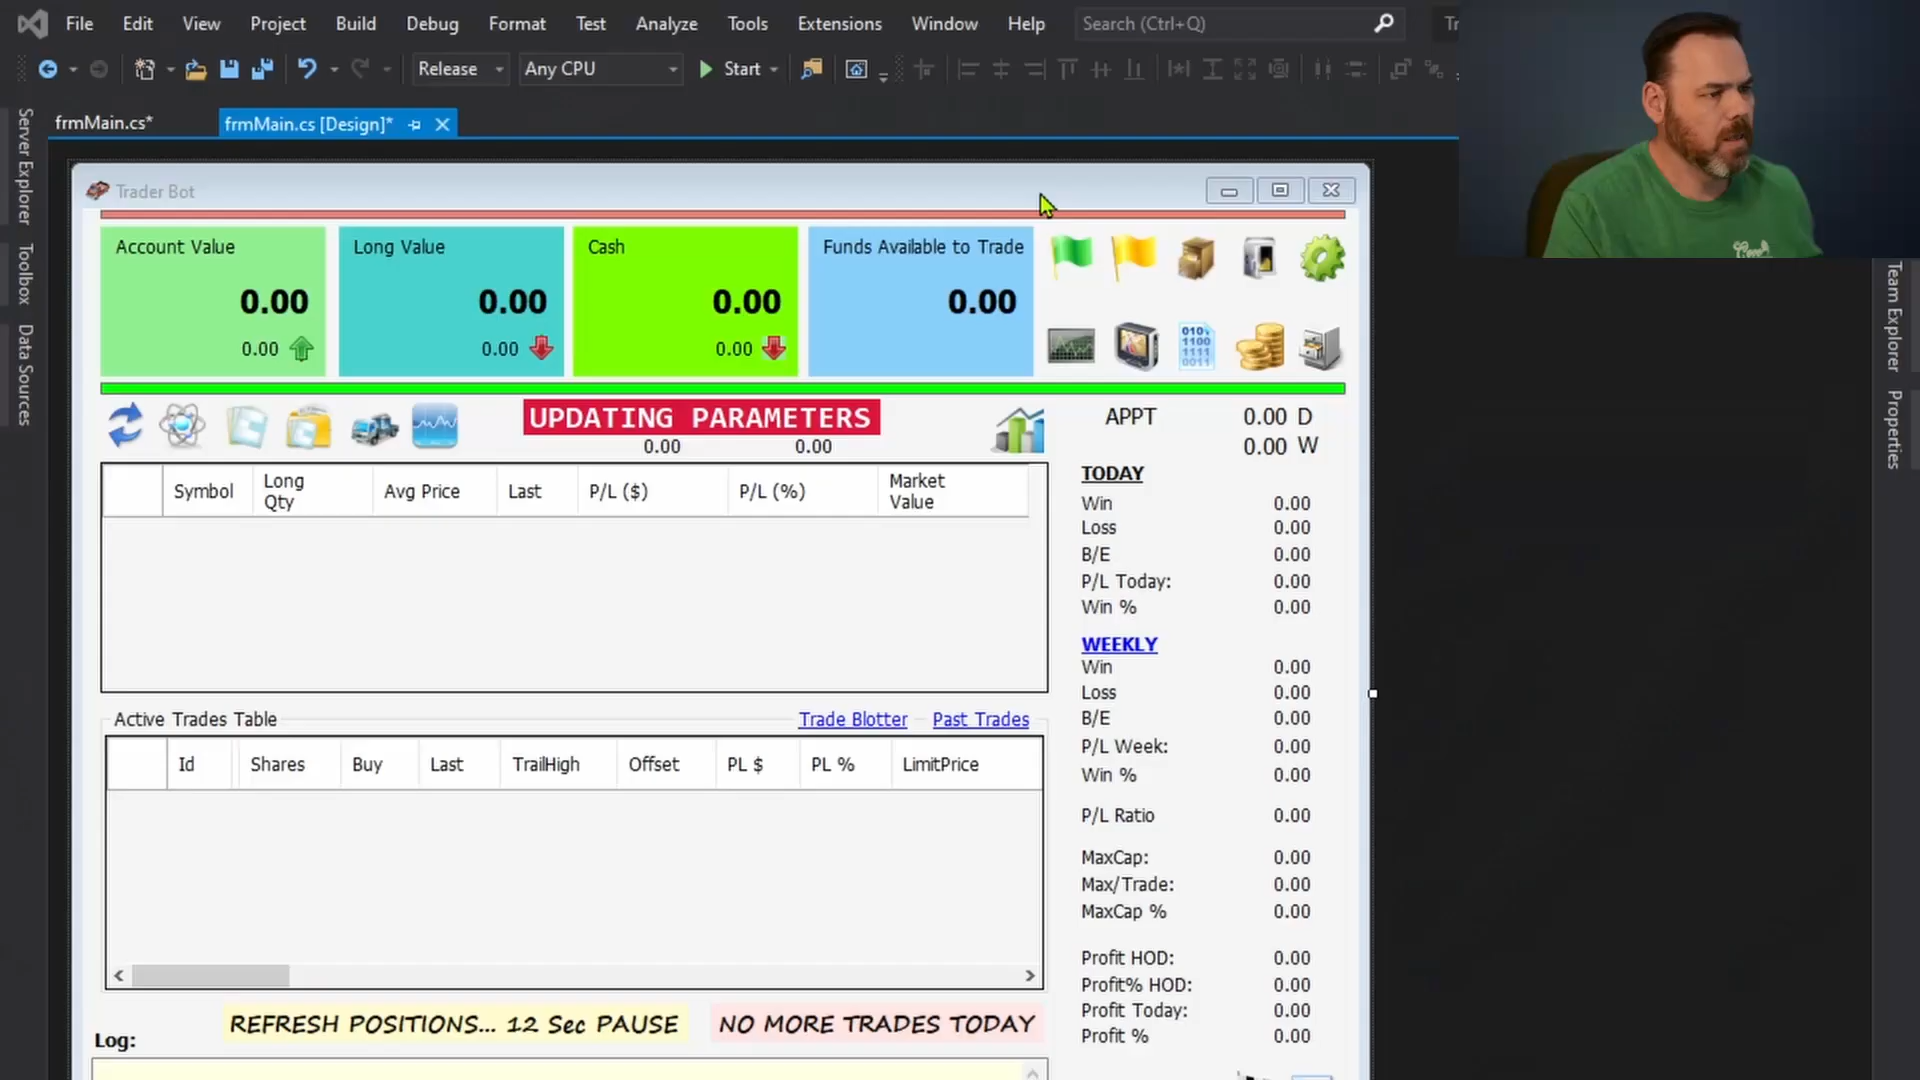 File Edit View Project Build Debug Format Test Analyze Tools Extensions Window Help Search (Ctrl+Q)
Release Any CPU Start
frmMain.cs* frmMain.cs [Design]*
Server Explorer
Toolbox
Data Sources
Team Explorer
Properties
Trader Bot
Account Value Long Value Cash Funds Available to Trade
0.00 0.00 0.00 0.00
0.00 0.00 0.00
UPDATING PARAMETERS
0.00 0.00
APPT 0.00 D
0.00 W
Symbol Long Qty Avg Price Last P/L ($) P/L (%) Market Value
TODAY
Win 0.00
Loss 0.00
B/E 0.00
P/L Today: 0.00
Win % 0.00
WEEKLY
Win 0.00
Loss 0.00
B/E 0.00
P/L Week: 0.00
Win % 0.00
P/L Ratio 0.00
MaxCap: 0.00
Max/Trade: 0.00
MaxCap % 0.00
Profit HOD: 0.00
Profit% HOD: 0.00
Profit Today: 0.00
Profit % 0.00
Active Trades Table Trade Blotter Past Trades
Id Shares Buy Last TrailHigh Offset PL $ PL % LimitPrice
REFRESH POSITIONS... 12 Sec PAUSE NO MORE TRADES TODAY
Log: